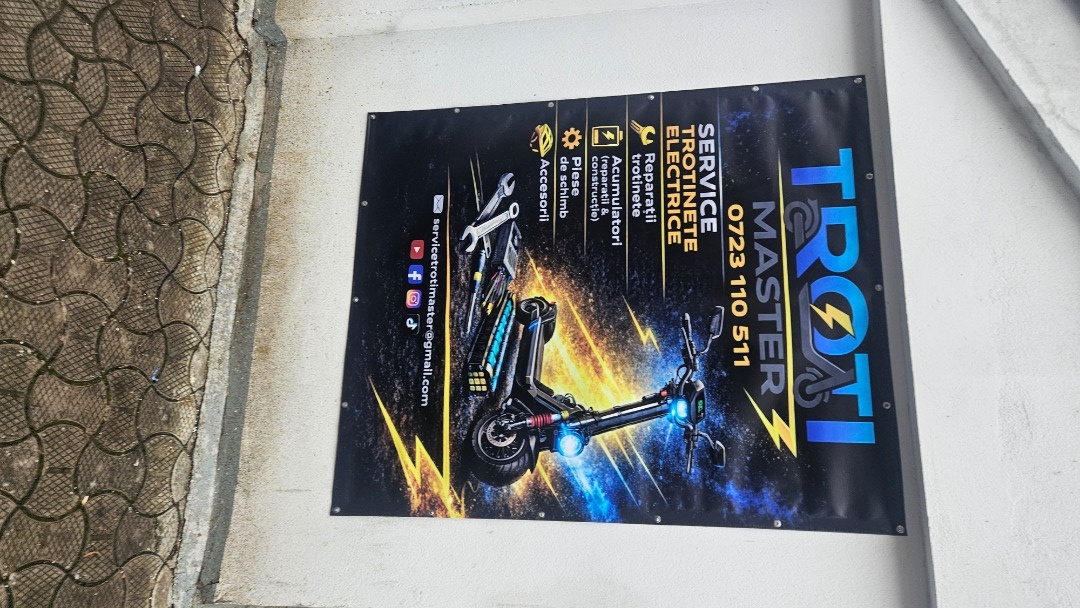 TROTI
MASTER
0723 110 511
SERVICE
TROTINETE
ELECTRICE
Reparații
trotinete
Acumulatori
(reparații &
construcție)
Piese
de schimb
Accesorii
servicetrotimaster@gmail.com